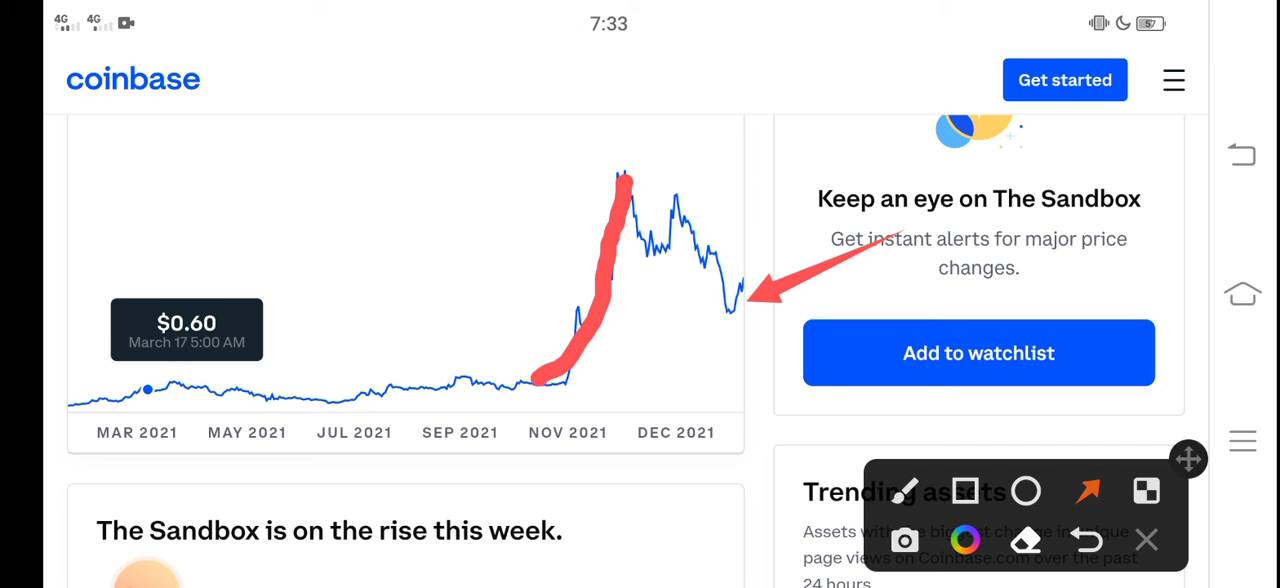 4G 4G 7:33 57
coinbase
Get started
$0.60
March 17 5:00 AM
MAR 2021 MAY 2021 JUL 2021 SEP 2021 NOV 2021 DEC 2021
Keep an eye on The Sandbox
Get instant alerts for major price
changes.
Add to watchlist
The Sandbox is on the rise this week.
Trending assets
Assets with the biggest change in unique
page views on Coinbase.com over the past
24 hours